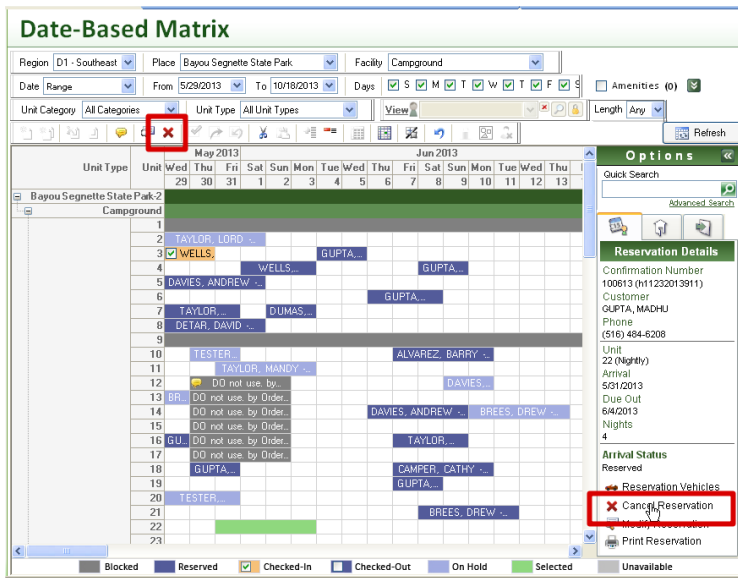 Date-Based Matrix
Region D1 - Southeast Place Bayou Segnette State Park Facility Campground
Date Range From 5/29/2013 To 10/18/2013 Days S M T W T F S Amenities (0)
Unit Category All Categories Unit Type All Unit Types View Length Any
Refresh
May 2013 Jun 2013
Unit Type Unit Wed Thu Fri Sat Sun Mon Tue Wed Thu Fri Sat Sun Mon Tue Wed Thu
29 30 31 1 2 3 4 5 6 7 8 9 10 11 12 13
Bayou Segnette State Park-2
Campground
1
2 TAYLOR, LORD -...
3 WELLS, GUPTA,...
4 WELLS,... GUPTA,...
5 DAVIES, ANDREW -...
6 GUPTA,...
7 TAYLOR,... DUMAS,...
8 DETAR, DAVID -...
9
10 TESTER... ALVAREZ, BARRY -...
11 TAYLOR, MANDY -...
12 DO not use. by... DAVIES,...
13 BR... DO not use. by Order...
14 DO not use. by Order... DAVIES, ANDREW -... BREES, DREW -...
15 DO not use. by Order...
16 GU... DO not use. by Order... TAYLOR,...
17 DO not use. by Order...
18 GUPTA,... CAMPER, CATHY -...
19 GUPTA,...
20 TESTER,...
21 BREES, DREW -...
22
23
Options
Quick Search
Advanced Search
Reservation Details
Confirmation Number
100613 (h11232013911)
Customer
GUPTA, MADHU
Phone
(516) 484-6208
Unit
22 (Nightly)
Arrival
5/31/2013
Due Out
6/4/2013
Nights
4
Arrival Status
Reserved
Reservation Vehicles
Cancel Reservation
Modify Reservation
Print Reservation
Blocked Reserved Checked-In Checked-Out On Hold Selected Unavailable